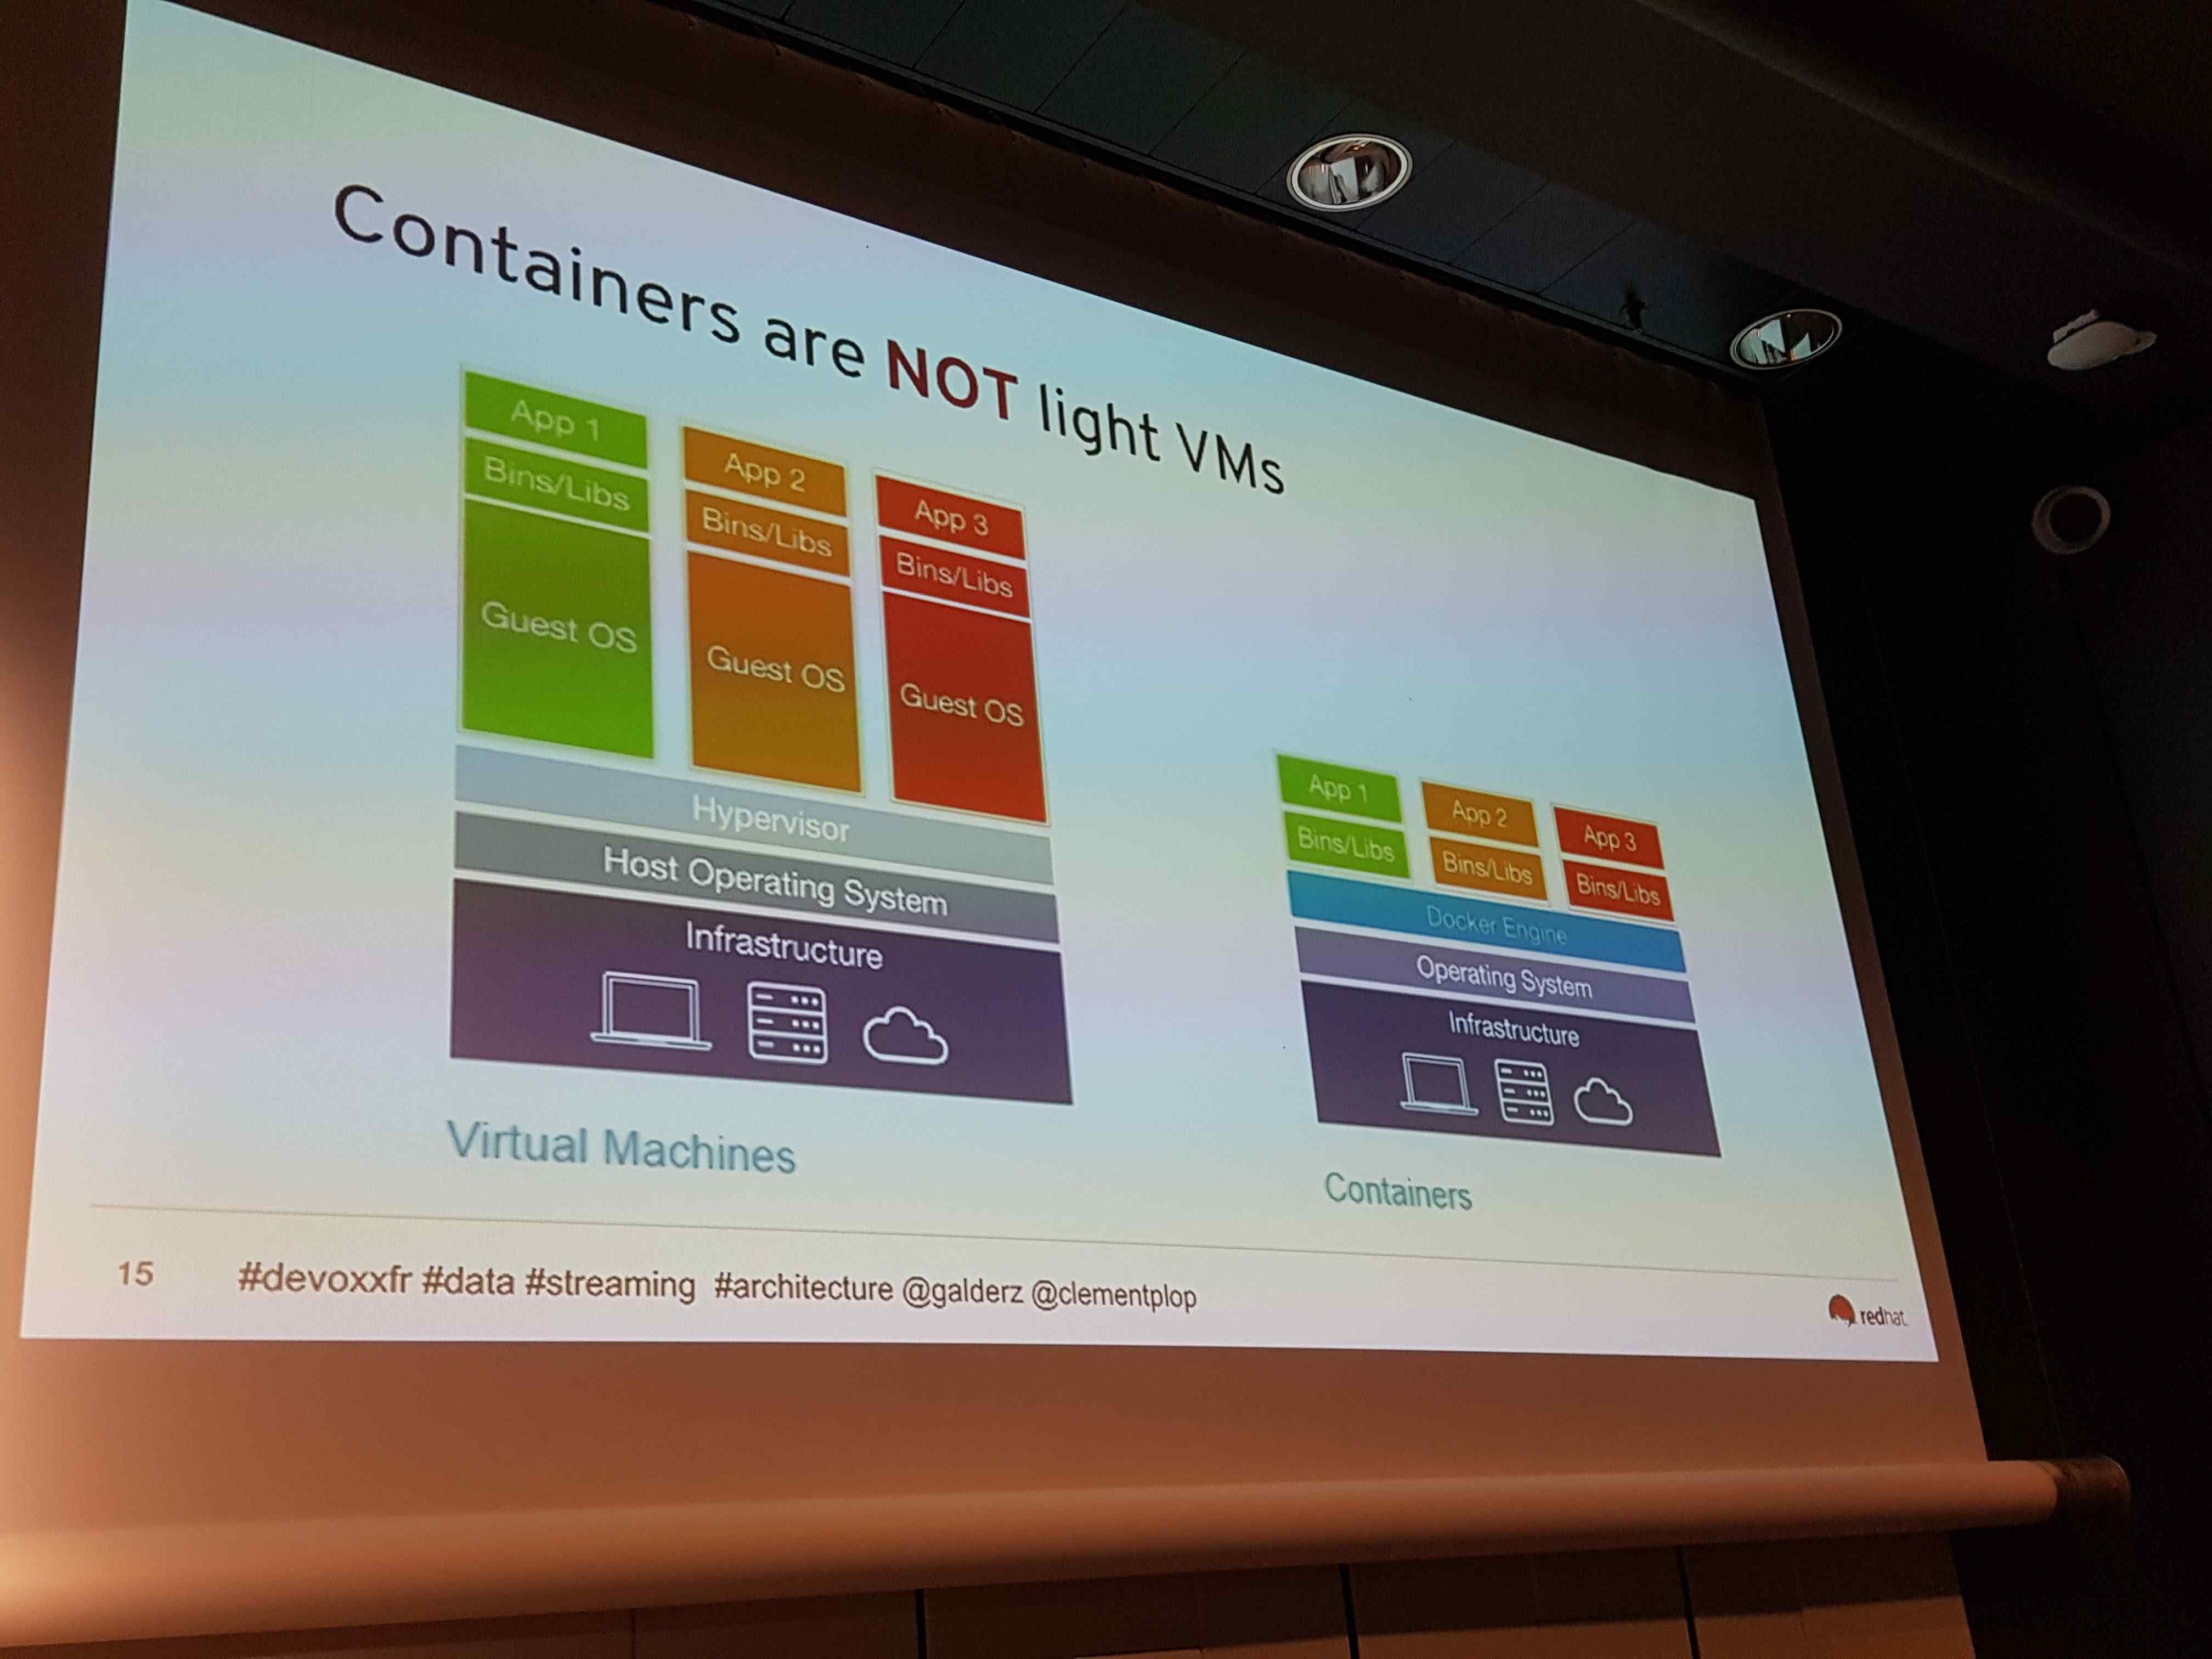 Containers are NOT light VMs
App 1
Bins/Libs
Guest OS
App 2
Bins/Libs
Guest OS
App 3
Bins/Libs
Guest OS
Hypervisor
Host Operating System
Infrastructure
Virtual Machines
App 1
Bins/Libs
App 2
Bins/Libs
App 3
Bins/Libs
Docker Engine
Operating System
Infrastructure
Containers
15 #devoxxfr #data #streaming #architecture @galderz @clementplop
redhat.